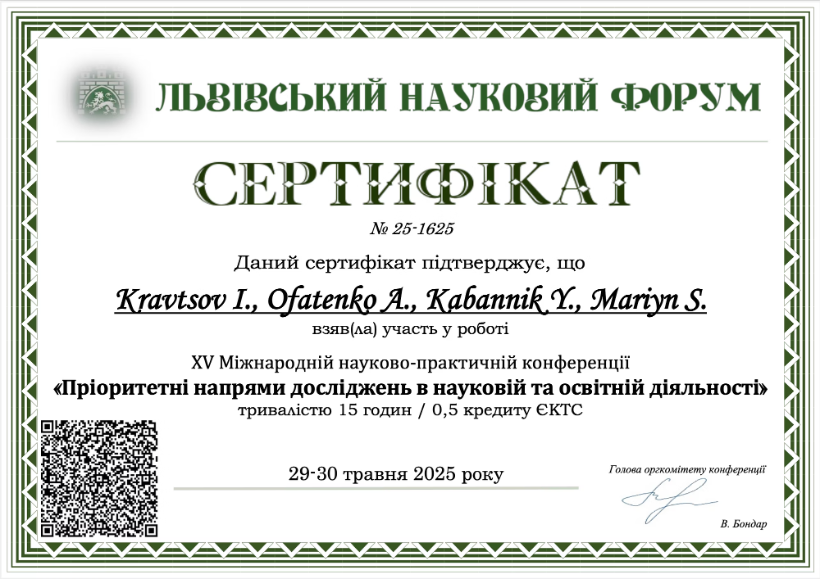 ЛЬВІВСЬКИЙ НАУКОВИЙ ФОРУМ
СЕРТИФІКАТ
№ 25-1625
Даний сертифікат підтверджує, що
Kravtsov I., Ofatenko A., Kabannik Y., Mariyn S.
взяв(ла) участь у роботі
XV Міжнародній науково-практичній конференції
«Пріоритетні напрями досліджень в науковій та освітній діяльності»
тривалістю 15 годин / 0,5 кредиту ЄКТС
29-30 травня 2025 року
Голова оргкомітету конференції
В. Бондар